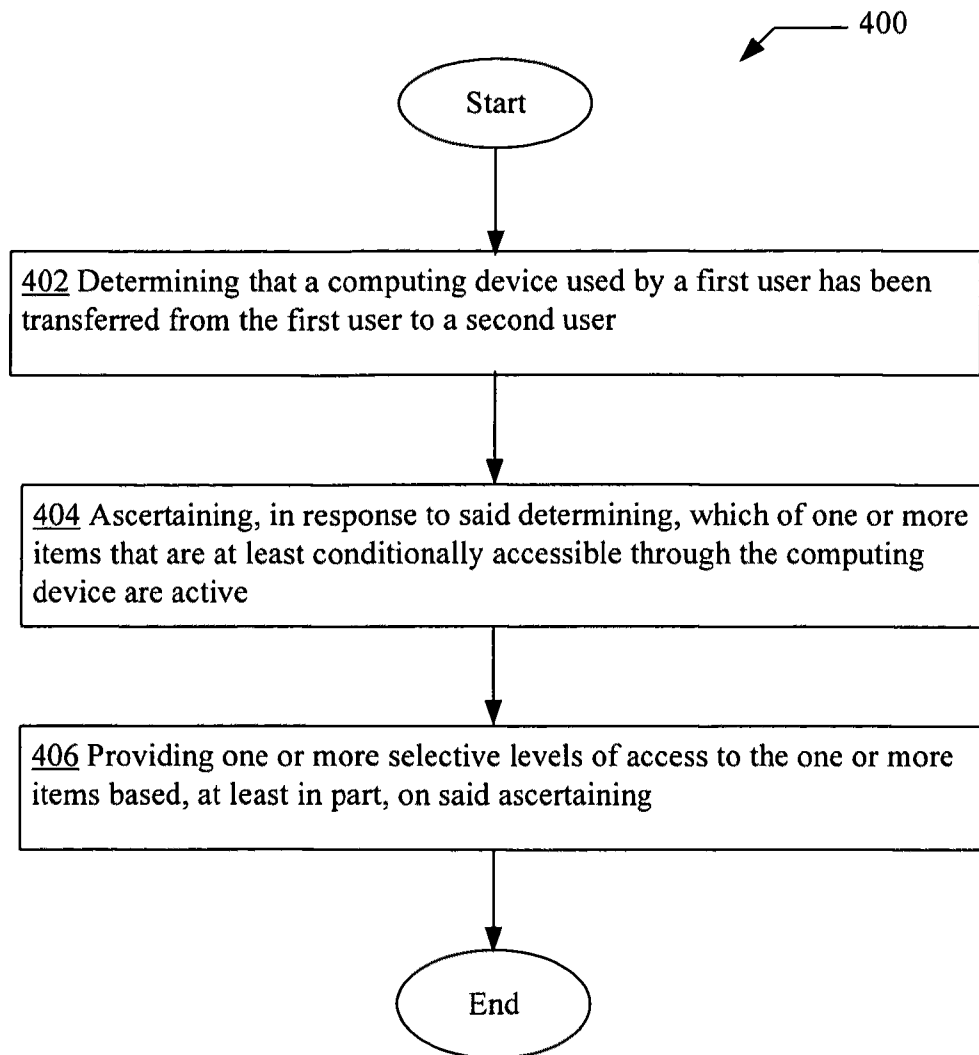 400
Start
402 Determining that a computing device used by a first user has been
transferred from the first user to a second user
404 Ascertaining, in response to said determining, which of one or more
items that are at least conditionally accessible through the computing
device are active
406 Providing one or more selective levels of access to the one or more
items based, at least in part, on said ascertaining
End